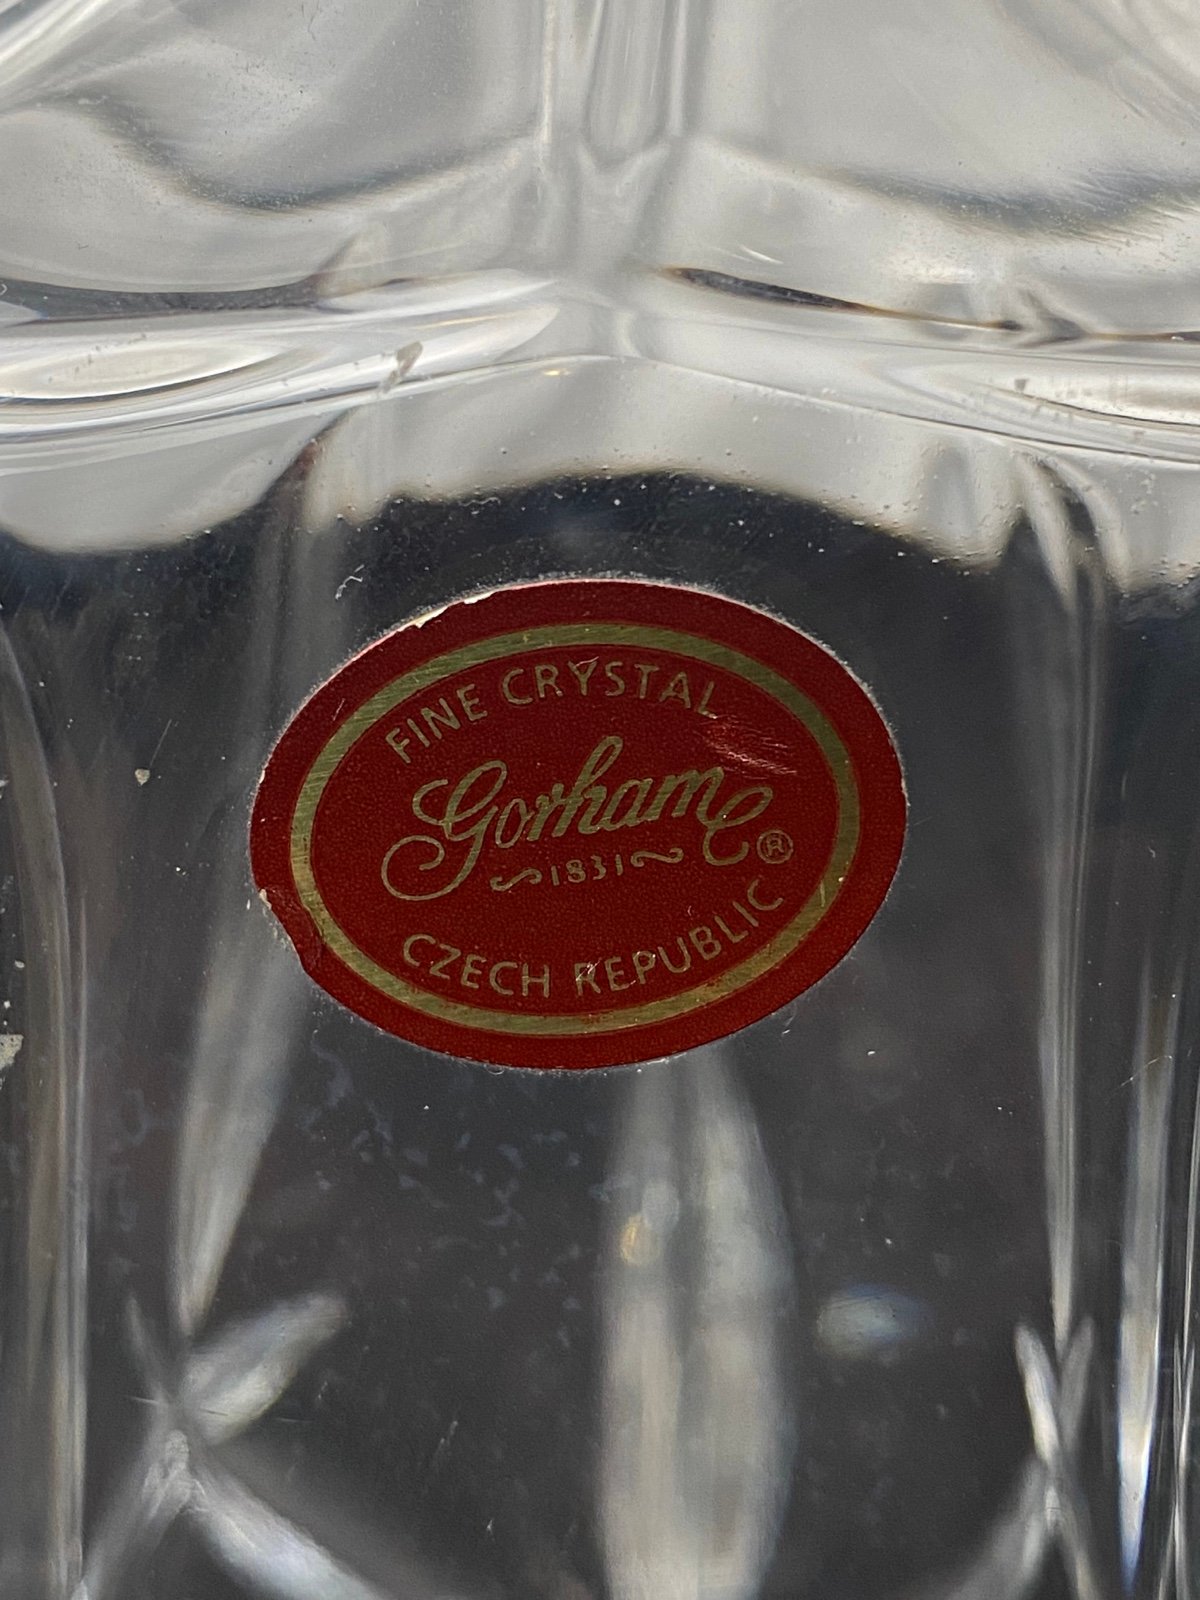 FINE CRYSTAL
Gorham®
1831
CZECH REPUBLIC